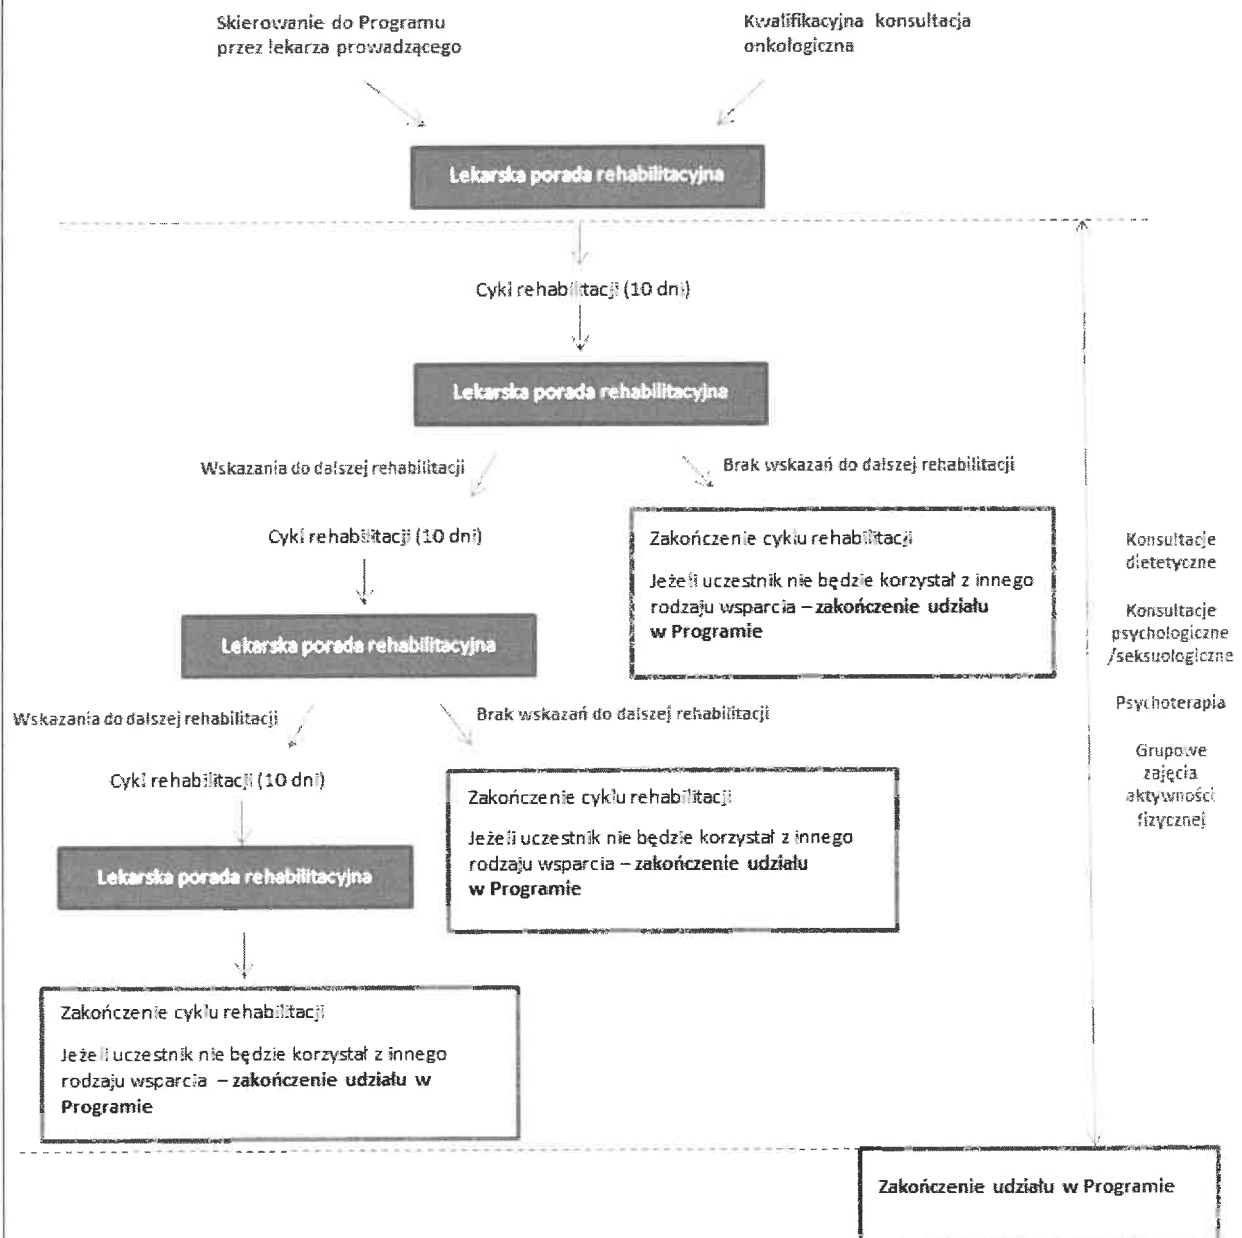 Skierowanie do Programu
przez lekarza prowadzącego
Kwalifikacyjna konsultacja
onkologiczna
Lekarska porada rehabilitacyjna
Cykl rehabilitacji (10 dni)
Lekarska porada rehabilitacyjna
Wskazania do dalszej rehabilitacji
Brak wskazań do dalszej rehabilitacji
Cykl rehabilitacji (10 dni)
Zakończenie cyklu rehabilitacji
Jeżeli uczestnik nie będzie korzystał z innego
rodzaju wsparcia – zakończenie udziału
w Programie
Konsultacje
dietetyczne
Konsultacje
psychologiczne
/seksuologiczne
Psychoterapia
Grupowe
zajęcia
aktywności
fizycznej
Lekarska porada rehabilitacyjna
Wskazania do dalszej rehabilitacji
Brak wskazań do dalszej rehabilitacji
Cykl rehabilitacji (10 dni)
Zakończenie cyklu rehabilitacji
Jeżeli uczestnik nie będzie korzystał z innego
rodzaju wsparcia – zakończenie udziału
w Programie
Lekarska porada rehabilitacyjna
Zakończenie cyklu rehabilitacji
Jeżeli uczestnik nie będzie korzystał z innego
rodzaju wsparcia – zakończenie udziału w
Programie
Zakończenie udziału w Programie